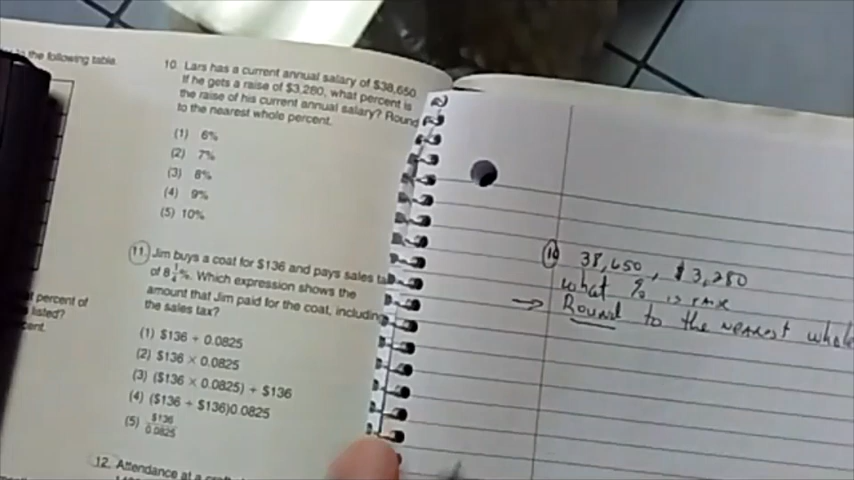 to the following table.
10. Lars has a current annual salary of $38,650.
If he gets a raise of $3,280, what percent is
the raise of his current annual salary? Round
to the nearest whole percent.
(1) 6%
(2) 7%
(3) 8%
(4) 9%
(5) 10%
11. Jim buys a coat for $136 and pays sales
of 8 1/4%. Which expression shows the
amount that Jim paid for the coat, including
the sales tax?
(1) $136 + 0.0825
(2) $136 × 0.0825
(3) ($136 × 0.0825) + $136
(4) ($136 + $136)0.0825
(5) $136
0.0825
12. Attendance at a
percent of
listed?
10 38,650, $3,280
what % is
→ Round to the nearest whole